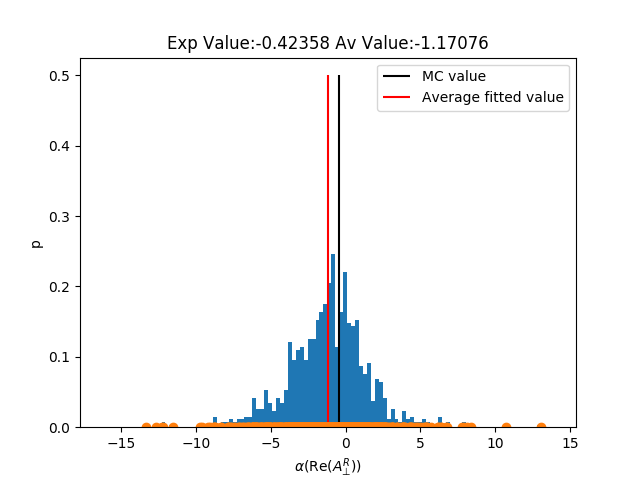 Exp Value:-0.42358 Av Value:-1.17076
MC value
Average fitted value
0.5
0.4
0.3
0.2
0.1
0.0
p
−15 −10 −5 0 5 10 15
α(Re(A⊥ᴿ))